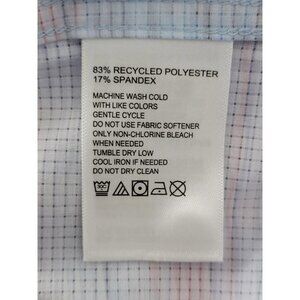 83% RECYCLED POLYESTER
17% SPANDEX
MACHINE WASH COLD
WITH LIKE COLORS
GENTLE CYCLE
DO NOT USE FABRIC SOFTENER
ONLY NON-CHLORINE BLEACH
WHEN NEEDED
TUMBLE DRY LOW
COOL IRON IF NEEDED
DO NOT DRY CLEAN